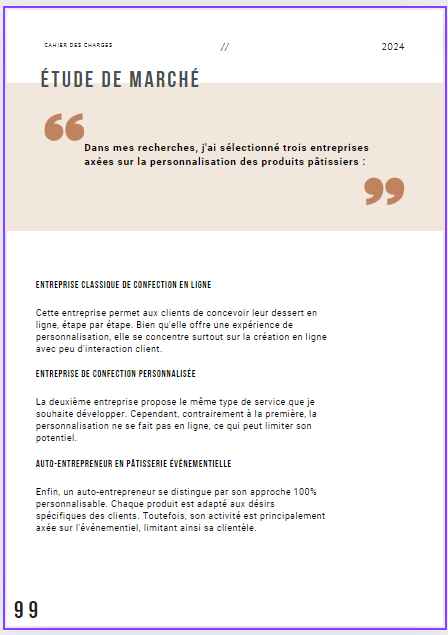 CAHIER DES CHARGES // 2024
ÉTUDE DE MARCHÉ
“
Dans mes recherches, j'ai sélectionné trois entreprises
axées sur la personnalisation des produits pâtissiers :
”
ENTREPRISE CLASSIQUE DE CONFECTION EN LIGNE
Cette entreprise permet aux clients de concevoir leur dessert en
ligne, étape par étape. Bien qu'elle offre une expérience de
personnalisation, elle se concentre surtout sur la création en ligne
avec peu d'interaction client.
ENTREPRISE DE CONFECTION PERSONNALISÉE
La deuxième entreprise propose le même type de service que je
souhaite développer. Cependant, contrairement à la première, la
personnalisation ne se fait pas en ligne, ce qui peut limiter son
potentiel.
AUTO-ENTREPRENEUR EN PÂTISSERIE ÉVÉNEMENTIELLE
Enfin, un auto-entrepreneur se distingue par son approche 100%
personnalisable. Chaque produit est adapté aux désirs
spécifiques des clients. Toutefois, son activité est principalement
axée sur l'événementiel, limitant ainsi sa clientèle.
99